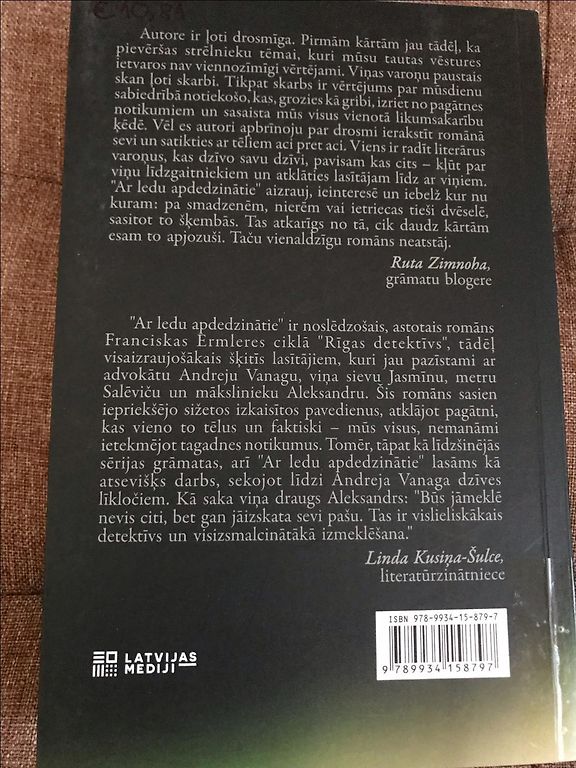 Autore ir ļoti drosmīga. Pirmām kārtām jau tādēļ, ka
pievēršas strēlnieku tēmai, kuri mūsu tautas vēstures
ietvaros nav viennozīmīgi vērtējami. Viņas varoņu paustais
skan ļoti skarbi. Tikpat skarbs ir vērtējums par mūsdienu
sabiedrībā notiekošo, kas, grozies kā gribi, izriet no pagātnes
notikumiem un sasaista mūs visus vienotā likumsakarību
ķēdē. Vēl es autori apbrīnoju par drosmi ierakstīt romānā
sevi un satikties ar tēliem aci pret aci. Viens ir radīt literārus
varoņus, kas dzīvo savu dzīvi, pavisam kas cits – kļūt par
viņu līdzgaitniekiem un atklāties lasītājam līdz ar viņiem.
"Ar ledu apdedzinātie" aizrauj, ieinteresē un iebelž kur nu
kuram: pa smadzenēm, nierēm vai ietriecas tieši dvēselē,
sasitot to šķembās. Tas atkarīgs no tā, cik daudz kārtām
esam to apjozuši. Taču vienaldzīgu romāns neatstāj.
Ruta Zimnoha,
grāmatu blogere
"Ar ledu apdedzinātie" ir noslēdzošais, astotais romāns
Franciskas Ermleres ciklā "Rīgas detektīvs", tādēļ
visaizraujošākais šķitīs lasītājiem, kuri jau pazīstami ar
advokātu Andreju Vanagu, viņa sievu Jasmīnu, metru
Salēviču un mākslinieku Aleksandru. Šis romāns sasien
iepriekšējo sižetos izkaisītos pavedienus, atklājot pagātni,
kas vieno to tēlus un faktiski – mūs visus, nemanāmi
ietekmējot tagadnes notikumus. Tomēr, tāpat kā līdzšinējās
sērijas grāmatas, arī "Ar ledu apdedzinātie" lasāms kā
atsevišķs darbs, sekojot līdzi Andreja Vanaga dzīves
līkločiem. Kā saka viņa draugs Aleksandrs: "Būs jāmeklē
nevis citi, bet gan jāizskata sevi pašu. Tas ir vislieliskākais
detektīvs un visizsmalcinātākā izmeklēšana."
Linda Kusiņa-Šulce,
literatūrzinātniece
ISBN 978-9934-15-879-7
9 789934 158797
LATVIJAS
MEDIJI